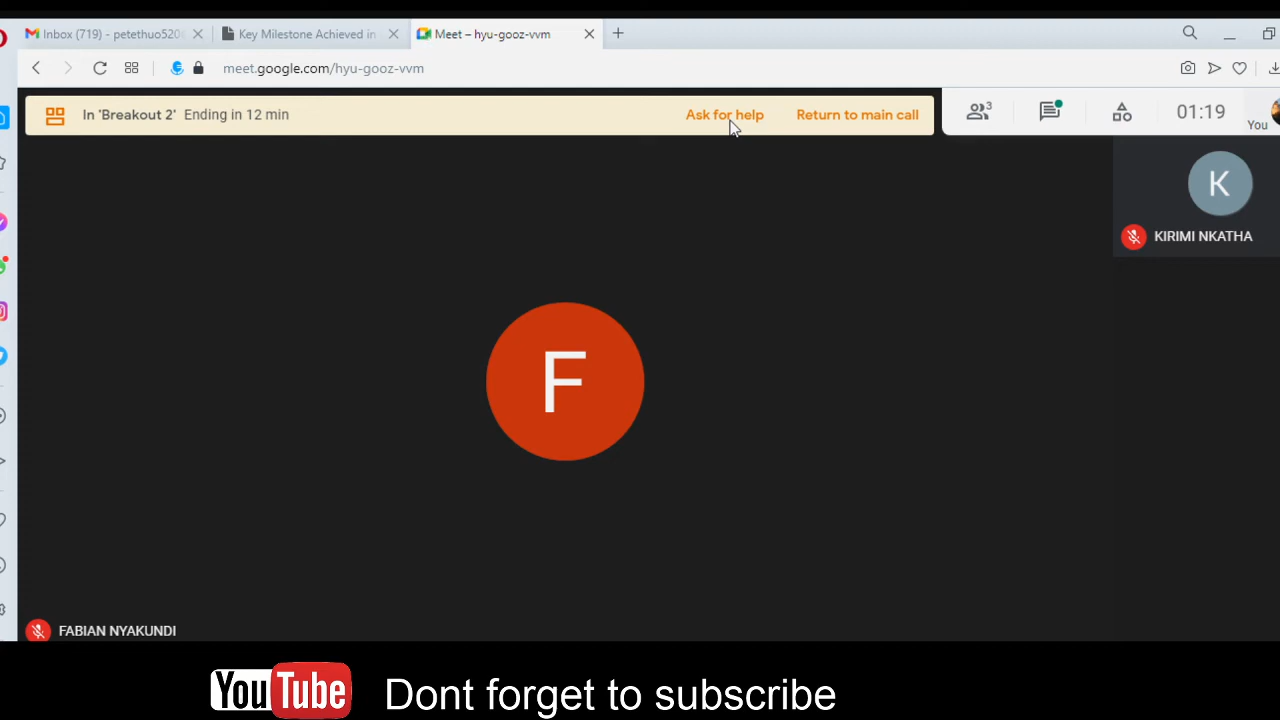 Inbox (719) - petethuo520
Key Milestone Achieved in
Meet – hyu-gooz-vvm
meet.google.com/hyu-gooz-vvm
In 'Breakout 2' Ending in 12 min
Ask for help
Return to main call
3
01:19
You
K
KIRIMI NKATHA
F
FABIAN NYAKUNDI
YouTube
Dont forget to subscribe